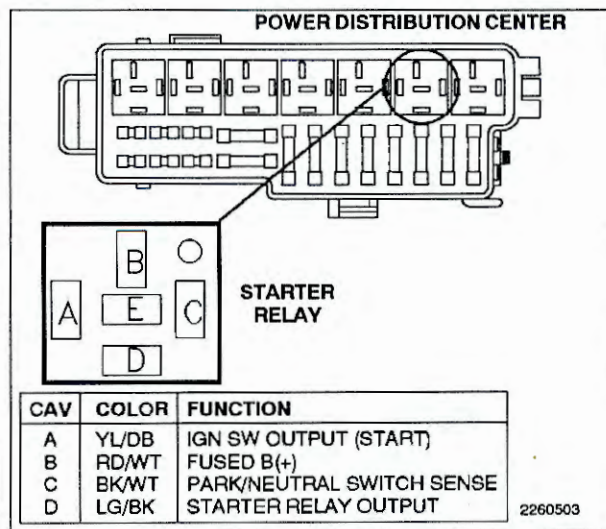 POWER DISTRIBUTION CENTER
B
A
E
C
D
STARTER
RELAY
CAV COLOR FUNCTION
A YL/DB IGN SW OUTPUT (START)
B RD/WT FUSED B(+)
C BK/WT PARK/NEUTRAL SWITCH SENSE
D LG/BK STARTER RELAY OUTPUT
2260503